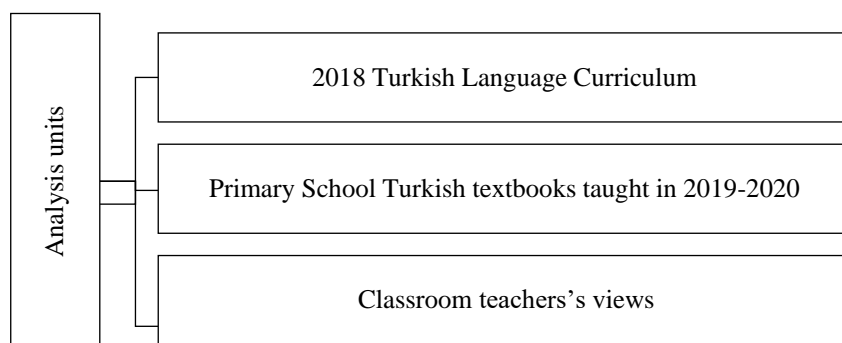 Analysis units
2018 Turkish Language Curriculum
Primary School Turkish textbooks taught in 2019-2020
Classroom teachers's views